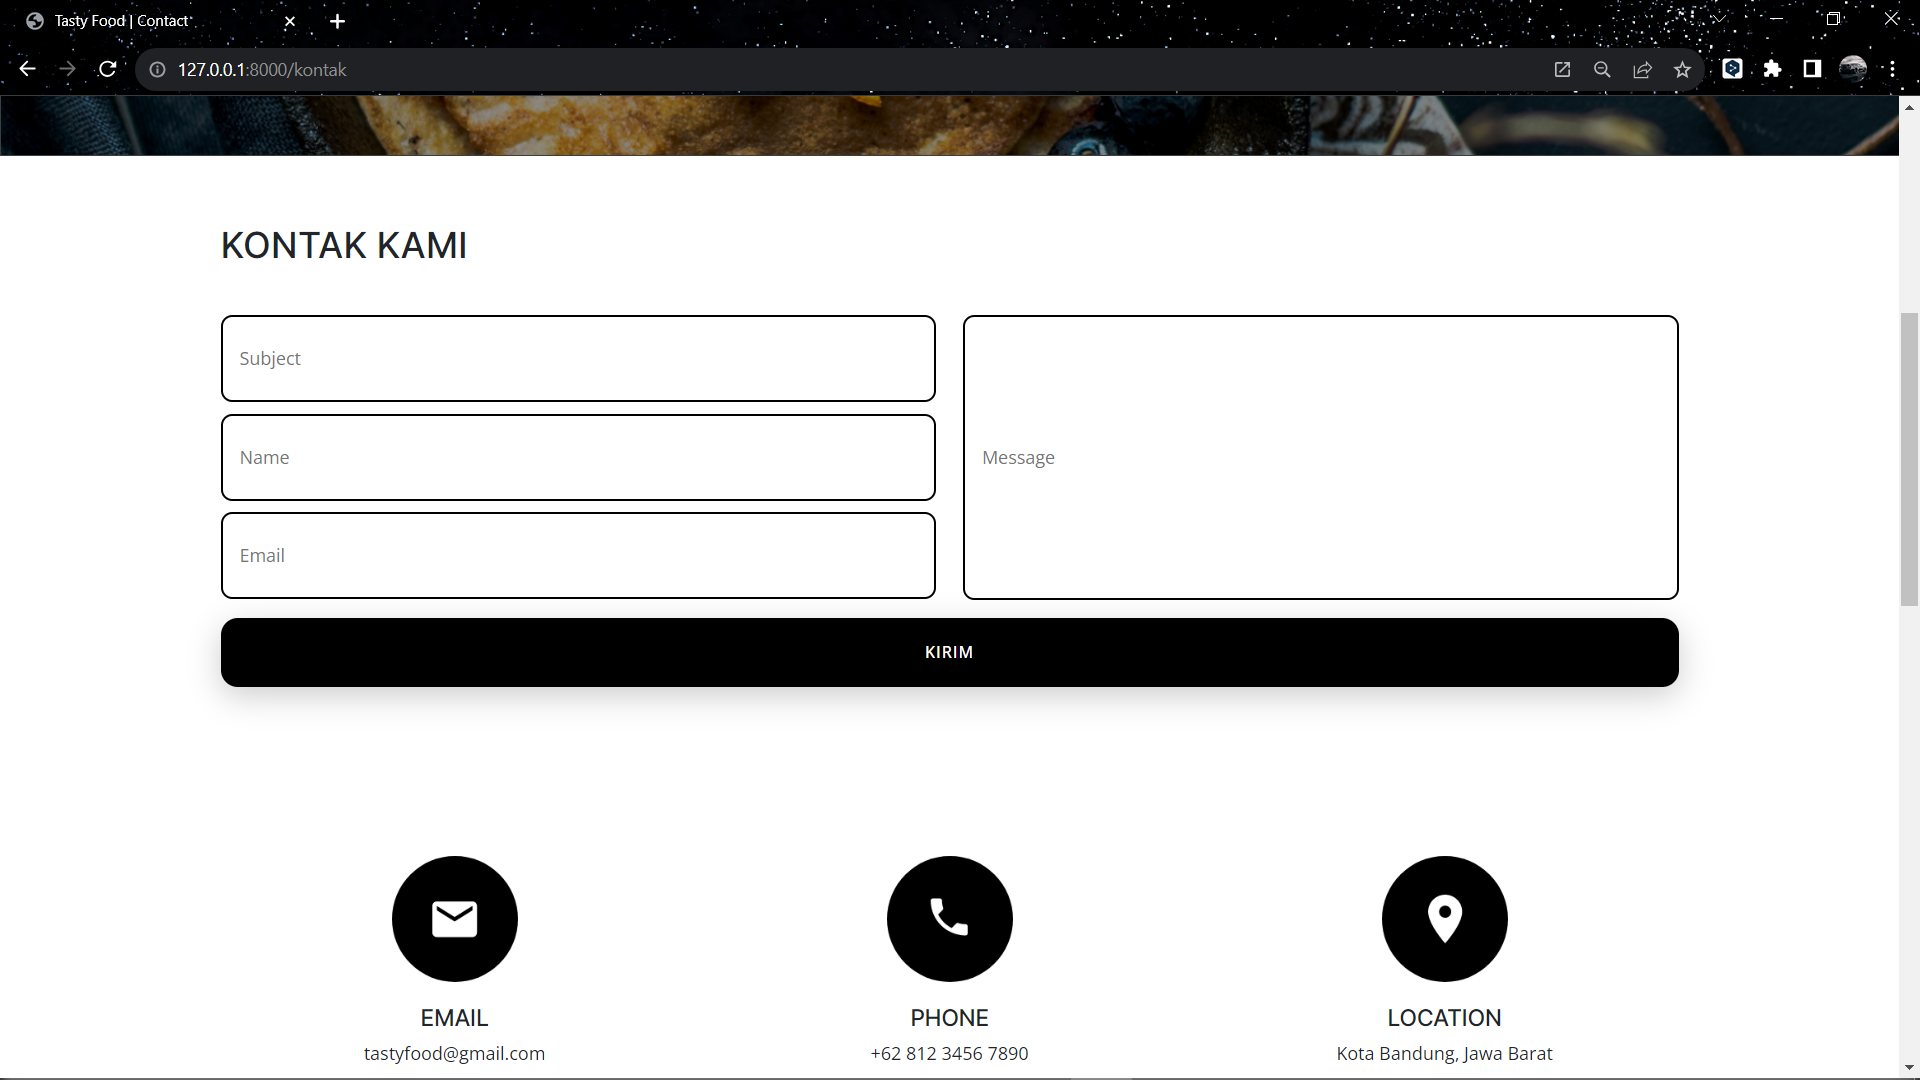 Tasty Food | Contact
127.0.0.1:8000/kontak
KONTAK KAMI
Subject
Name
Email
Message
KIRIM
EMAIL
tastyfood@gmail.com
PHONE
+62 812 3456 7890
LOCATION
Kota Bandung, Jawa Barat